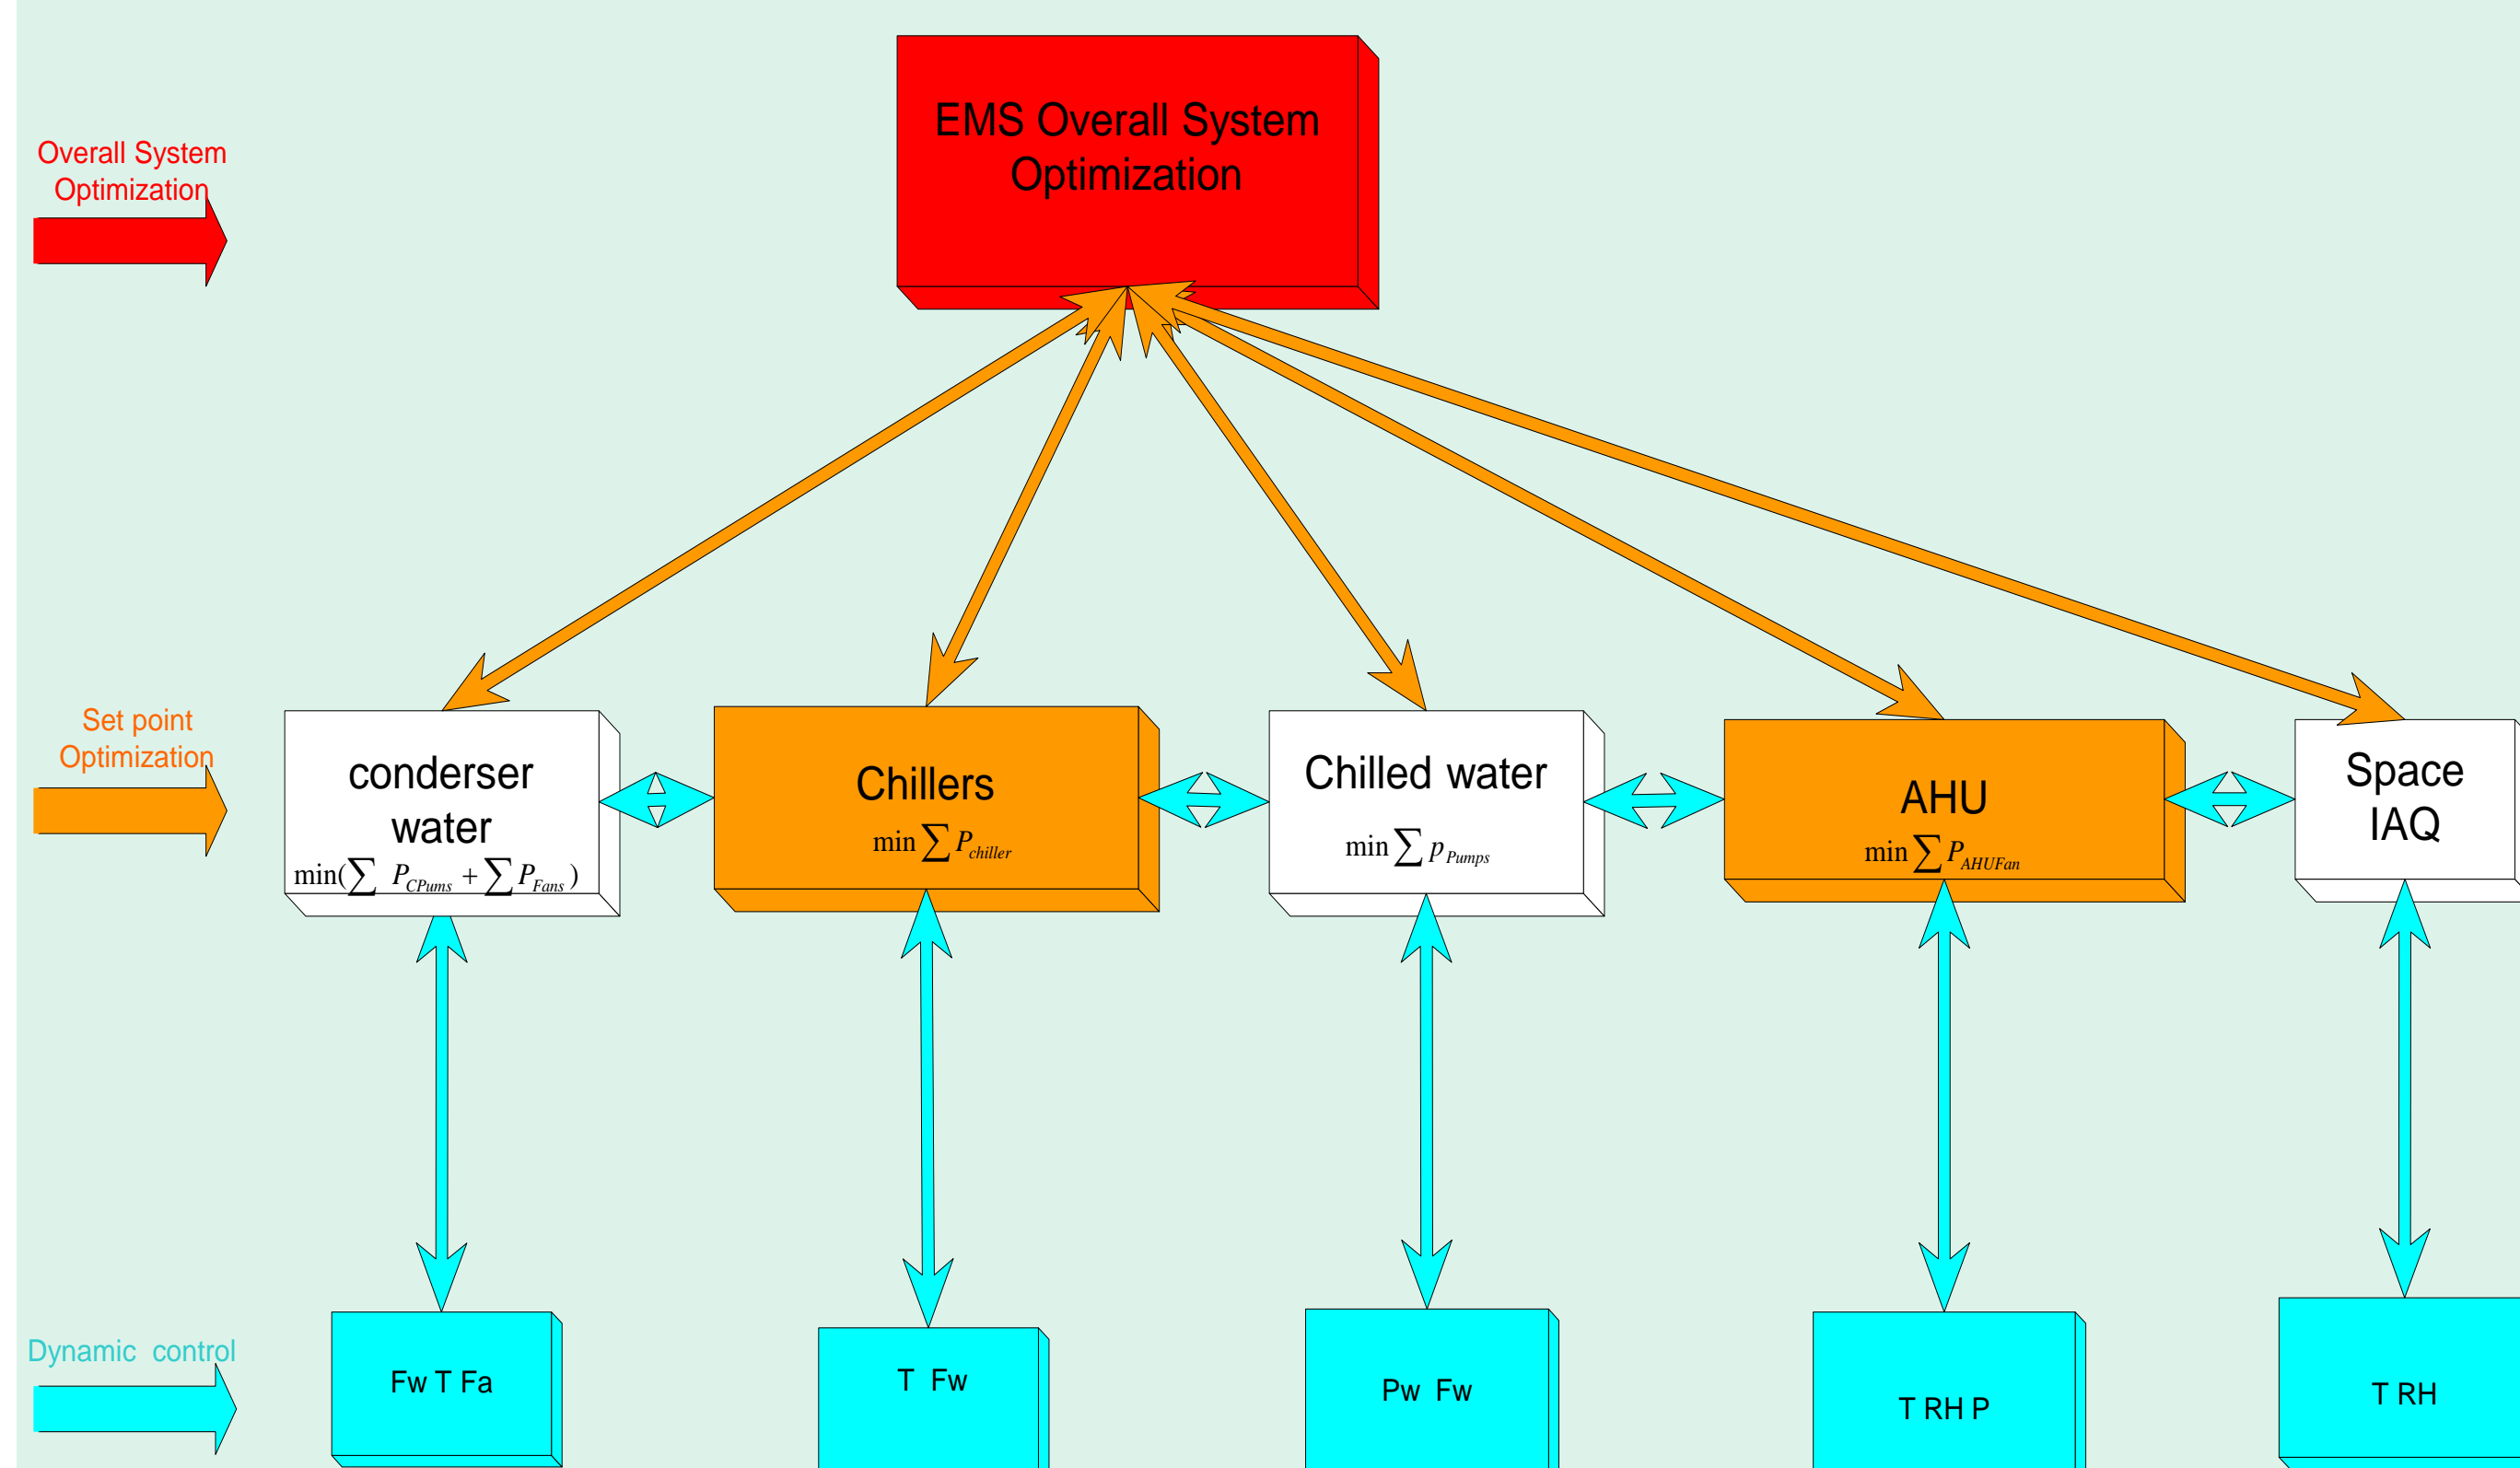 EMS Overall System
Optimization
Overall System
Optimization
Set point
Optimization
conderser
water
min(∑ P_CPums + ∑ P_Fans)
Chillers
min ∑ P_chiller
Chilled water
min ∑ p_Pumps
AHU
min ∑ P_AHUFan
Space
IAQ
Dynamic control
Fw T Fa
T Fw
Pw Fw
T RH P
T RH